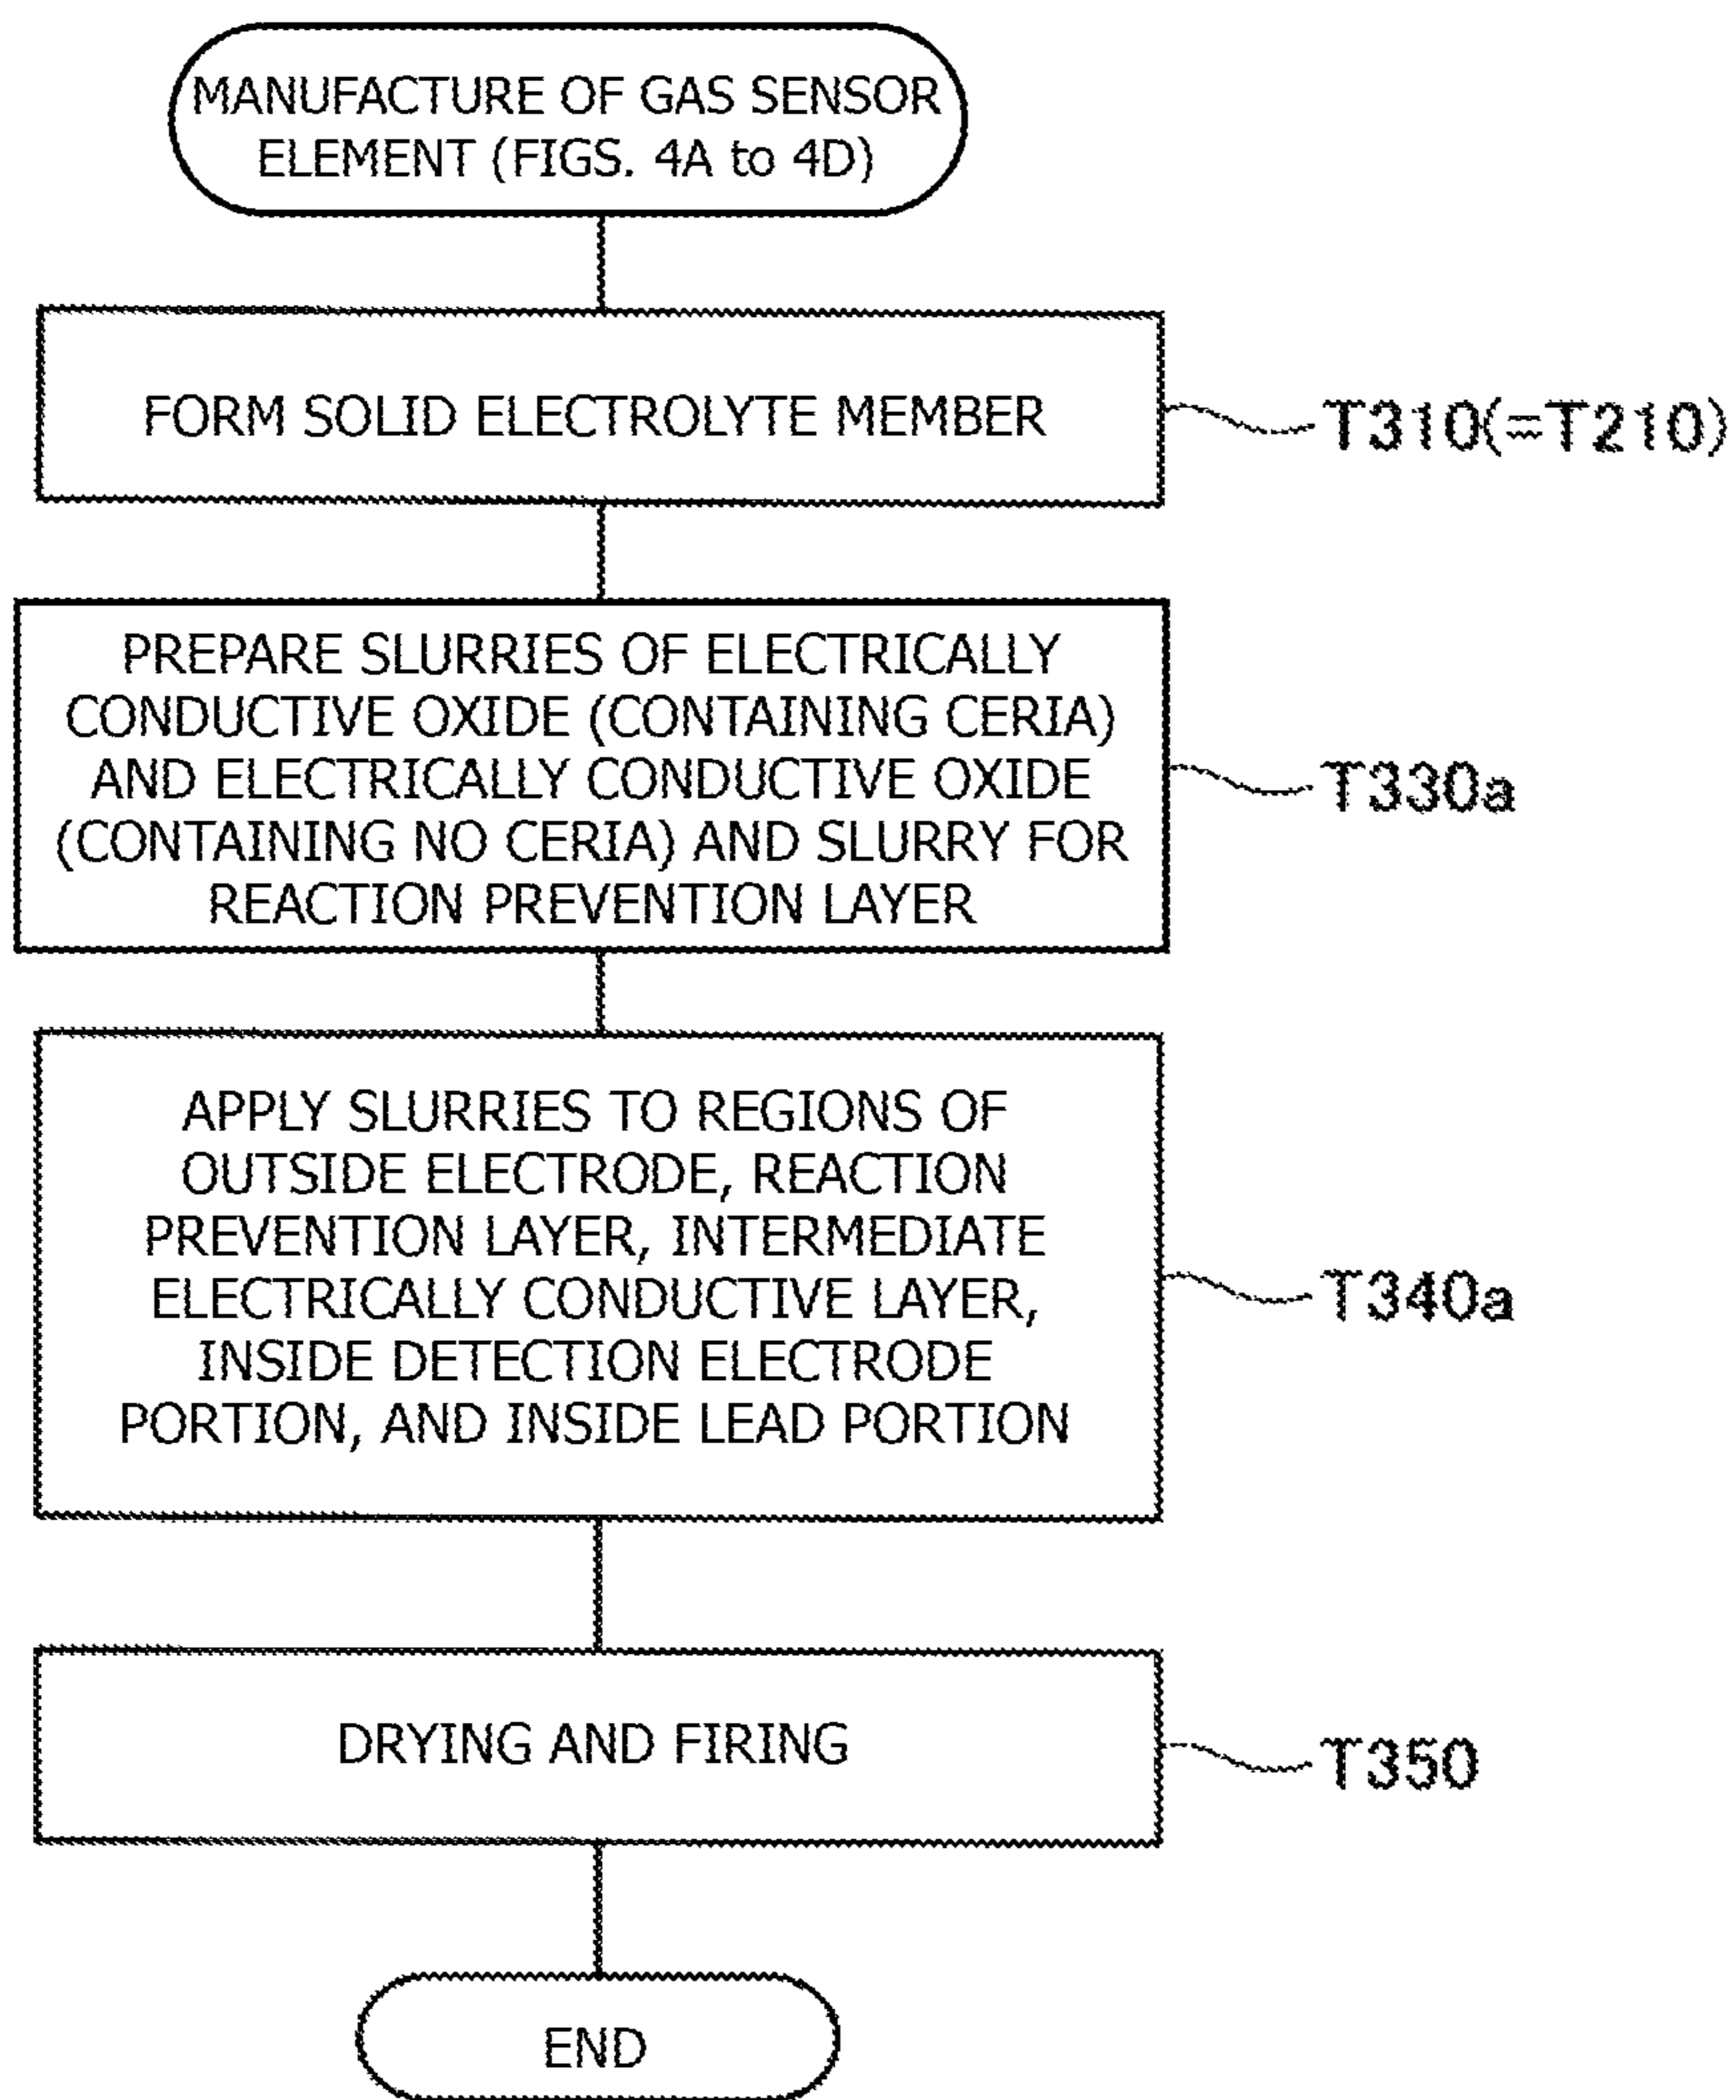 MANUFACTURE OF GAS SENSOR
ELEMENT (FIGS. 4A to 4D)
FORM SOLID ELECTROLYTE MEMBER
T310(=T210)
PREPARE SLURRIES OF ELECTRICALLY
CONDUCTIVE OXIDE (CONTAINING CERIA)
AND ELECTRICALLY CONDUCTIVE OXIDE
(CONTAINING NO CERIA) AND SLURRY FOR
REACTION PREVENTION LAYER
T330a
APPLY SLURRIES TO REGIONS OF
OUTSIDE ELECTRODE, REACTION
PREVENTION LAYER, INTERMEDIATE
ELECTRICALLY CONDUCTIVE LAYER,
INSIDE DETECTION ELECTRODE
PORTION, AND INSIDE LEAD PORTION
T340a
DRYING AND FIRING
T350
END